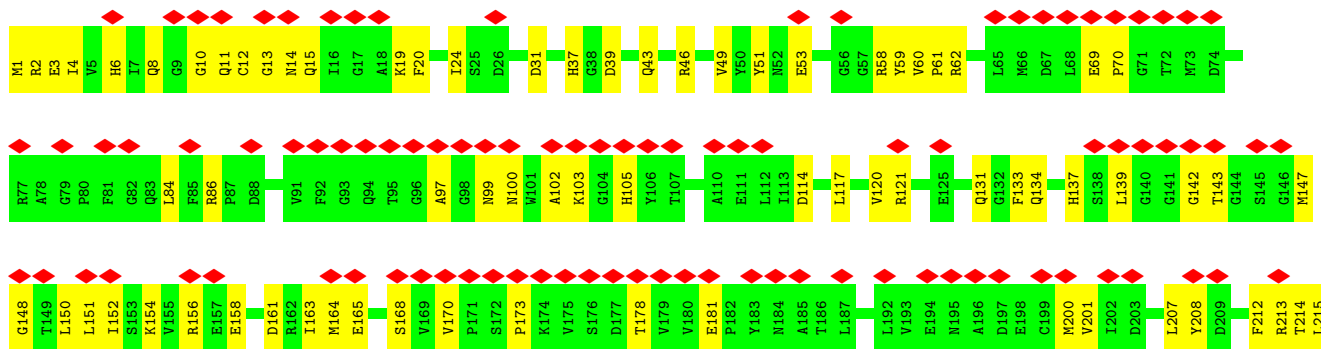 M1 R2 E3 I4 V5 H6 I7 Q8 G9 G10 Q11 C12 G13 N14 Q15 I16 G17 A18 K19 F20 I24 S25 D26 D31 H37 G38 D39 Q43 R46 V49 Y50 Y51 N52 E53 G56 G57 R58 Y59 V60 P61 R62 L65 M66 D67 L68 E69 P70 G71 T72 M73 D74
R77 A78 G79 P80 F81 G82 Q83 L84 F85 R86 P87 D88 V91 F92 G93 Q94 T95 G96 A97 G98 N99 N100 W101 A102 K103 G104 H105 Y106 T107 A110 E111 L112 I113 D114 L117 V120 R121 E125 Q131 G132 F133 Q134 H137 S138 L139 G140 G141 G142 T143 G144 S145 G146 M147
G148 T149 L150 L151 I152 S153 K154 V155 R156 E157 E158 D161 R162 I163 M164 E165 S168 V169 V170 P171 S172 P173 K174 V175 S176 D177 T178 V179 V180 E181 P182 Y183 N184 A185 T186 L187 L192 V193 E194 N195 A196 D197 E198 C199 M200 V201 I202 D203 L207 Y208 D209 F212 R213 T214 L215